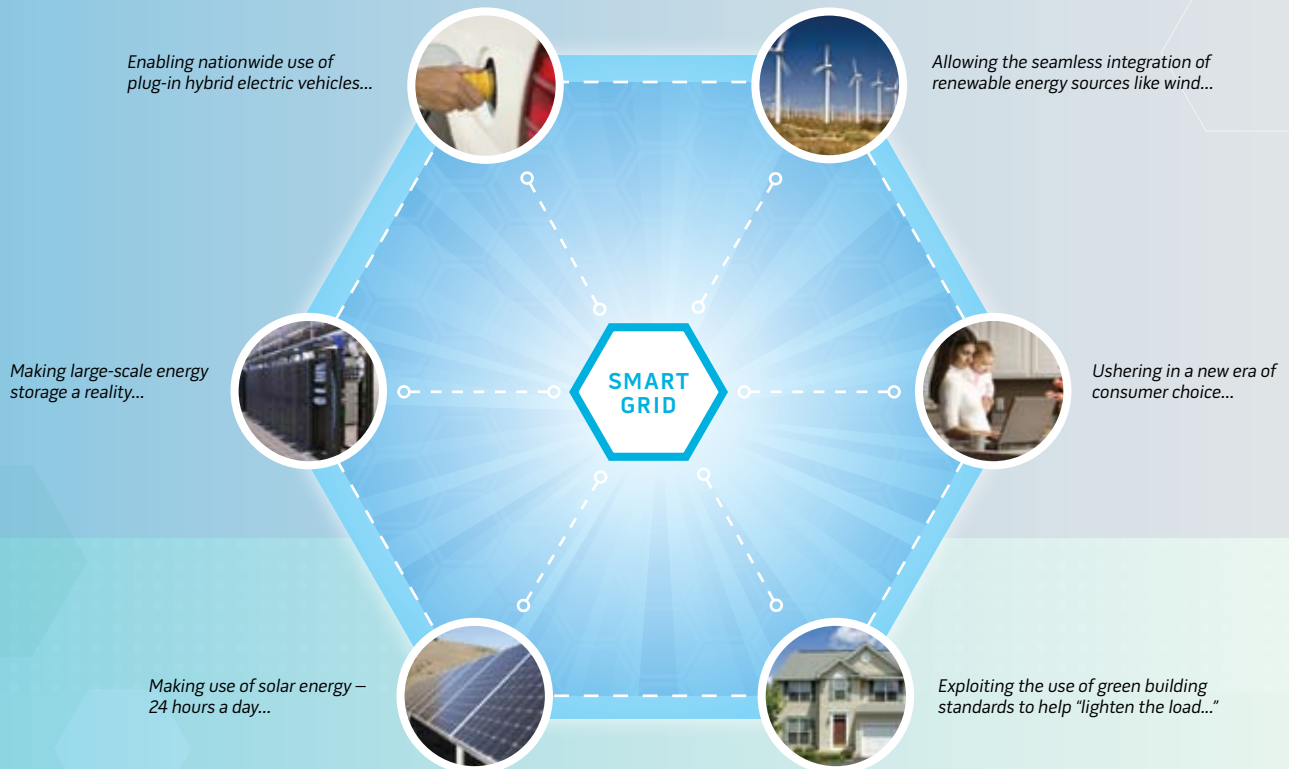 Enabling nationwide use of
plug-in hybrid electric vehicles...
Allowing the seamless integration of
renewable energy sources like wind...
Making large-scale energy
storage a reality...
SMART
GRID
Ushering in a new era of
consumer choice...
Making use of solar energy –
24 hours a day...
Exploiting the use of green building
standards to help “lighten the load...”